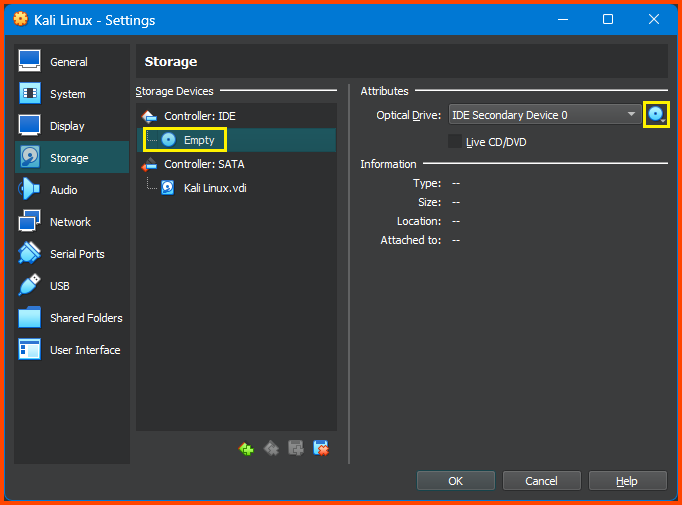 Kali Linux - Settings
General
System
Display
Storage
Audio
Network
Serial Ports
USB
Shared Folders
User Interface
Storage
Storage Devices
Controller: IDE
Empty
Controller: SATA
Kali Linux.vdi
Attributes
Optical Drive: IDE Secondary Device 0
Live CD/DVD
Information
Type: --
Size: --
Location: --
Attached to: --
OK
Cancel
Help